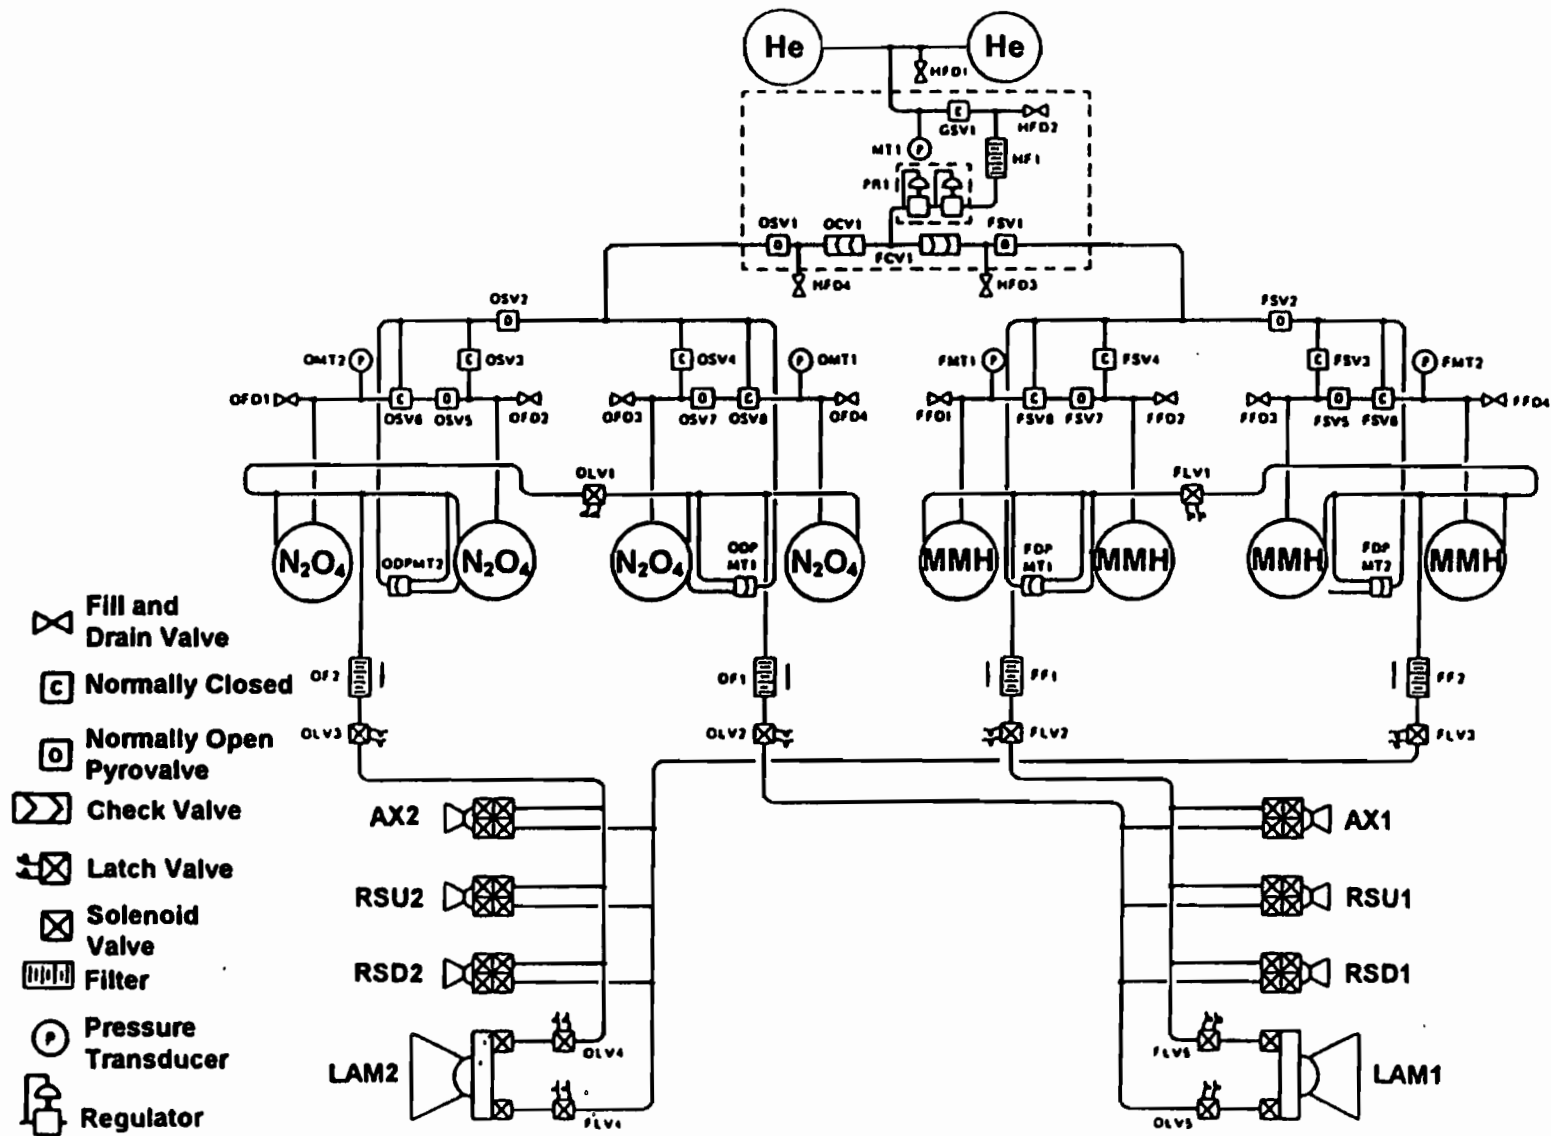 He He
HFD1
C
GSV1 HFD2
MT1 P HF1
PR1
OSV1 OCV1 FSV1
O O
FCV1
HFD4 HFD3
OSV2 FSV2
O O
OMT2 P C OSV3 C OSV4 P OMT1 FMT1 P C FSV4 C FSV3 P FMT2
OFD1 C O OFD2 OFD3 O C OFD4 FFD1 C O FFD2 FFD3 O C FFD4
OSV6 OSV5 OSV7 OSV8 FSV8 FSV7 FSV5 FSV6
OLV1 FLV1
N₂O₄ N₂O₄ N₂O₄ N₂O₄ MMH MMH MMH MMH
ODPMT2
ODP
MT1
FDP
MT1
FDP
MT2
Fill and
Drain Valve
C Normally Closed
O Normally Open
Pyrovalve
Check Valve
Latch Valve
Solenoid
Valve
Filter
P Pressure
Transducer
Regulator
OF2 OF1 FF1 FF2
OLV3 OLV2 FLV2 FLV3
AX2 AX1
RSU2 RSU1
RSD2 RSD1
OLV4 FLV5
LAM2 LAM1
FLV4 OLV5